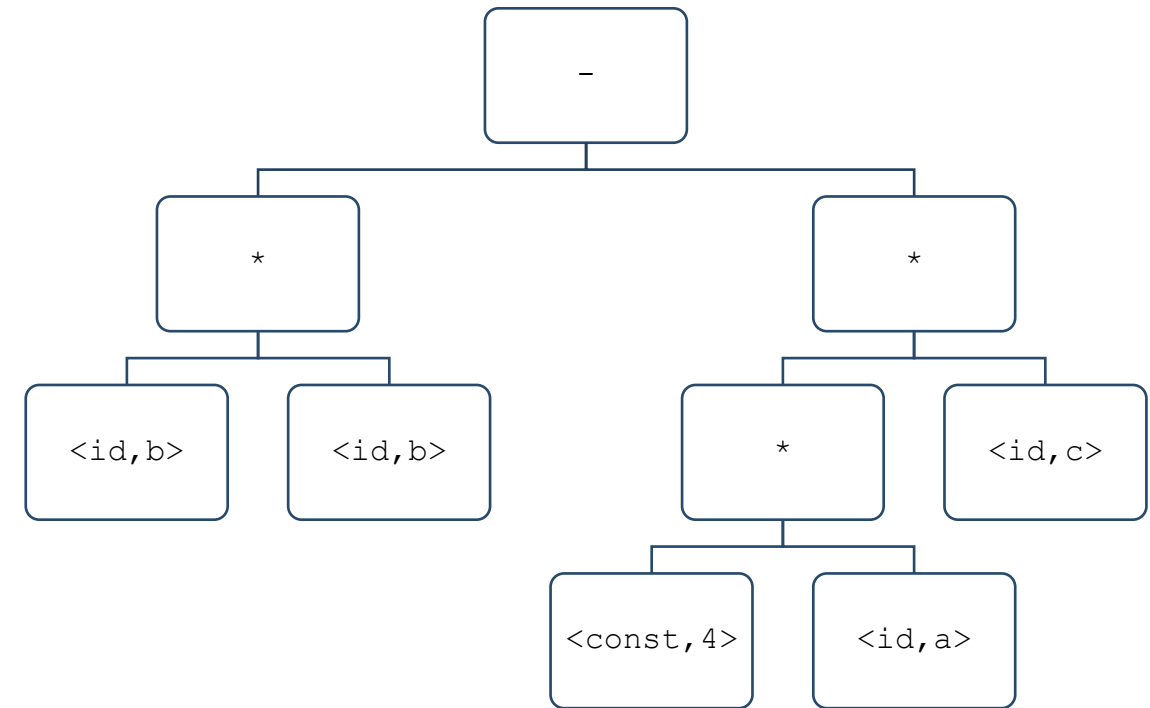 -
*
*
<id,b>
<id,b>
*
<id,c>
<const,4>
<id,a>